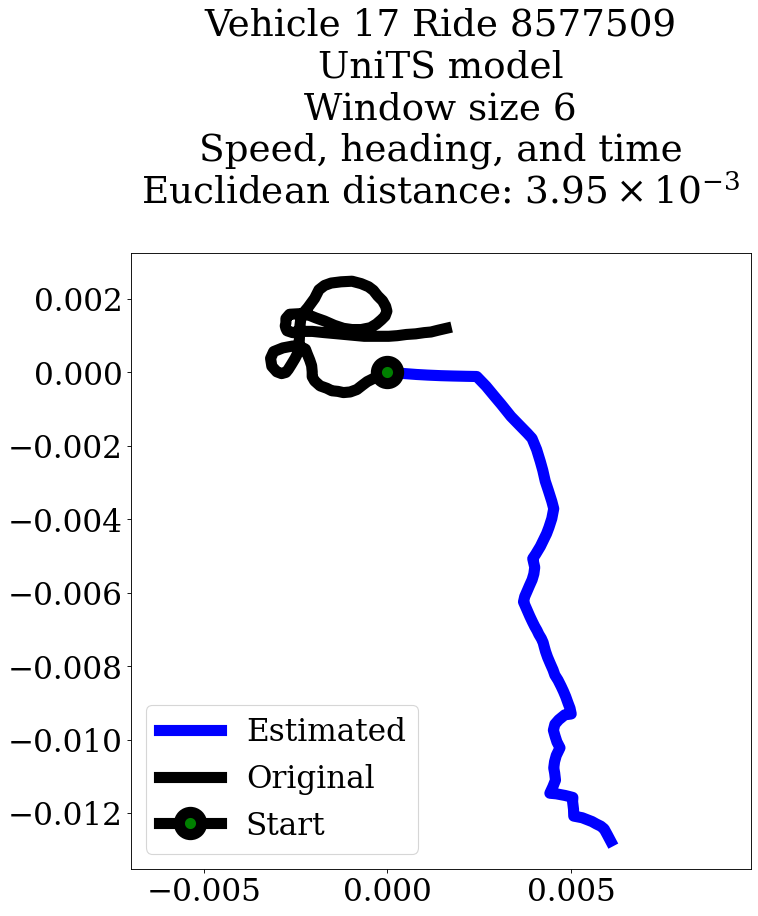 Vehicle 17 Ride 8577509
UniTS model
Window size 6
Speed, heading, and time
Euclidean distance: 3.95 × 10⁻³
0.002
0.000
−0.002
−0.004
−0.006
−0.008
−0.010
−0.012
Estimated
Original
Start
−0.005
0.000
0.005